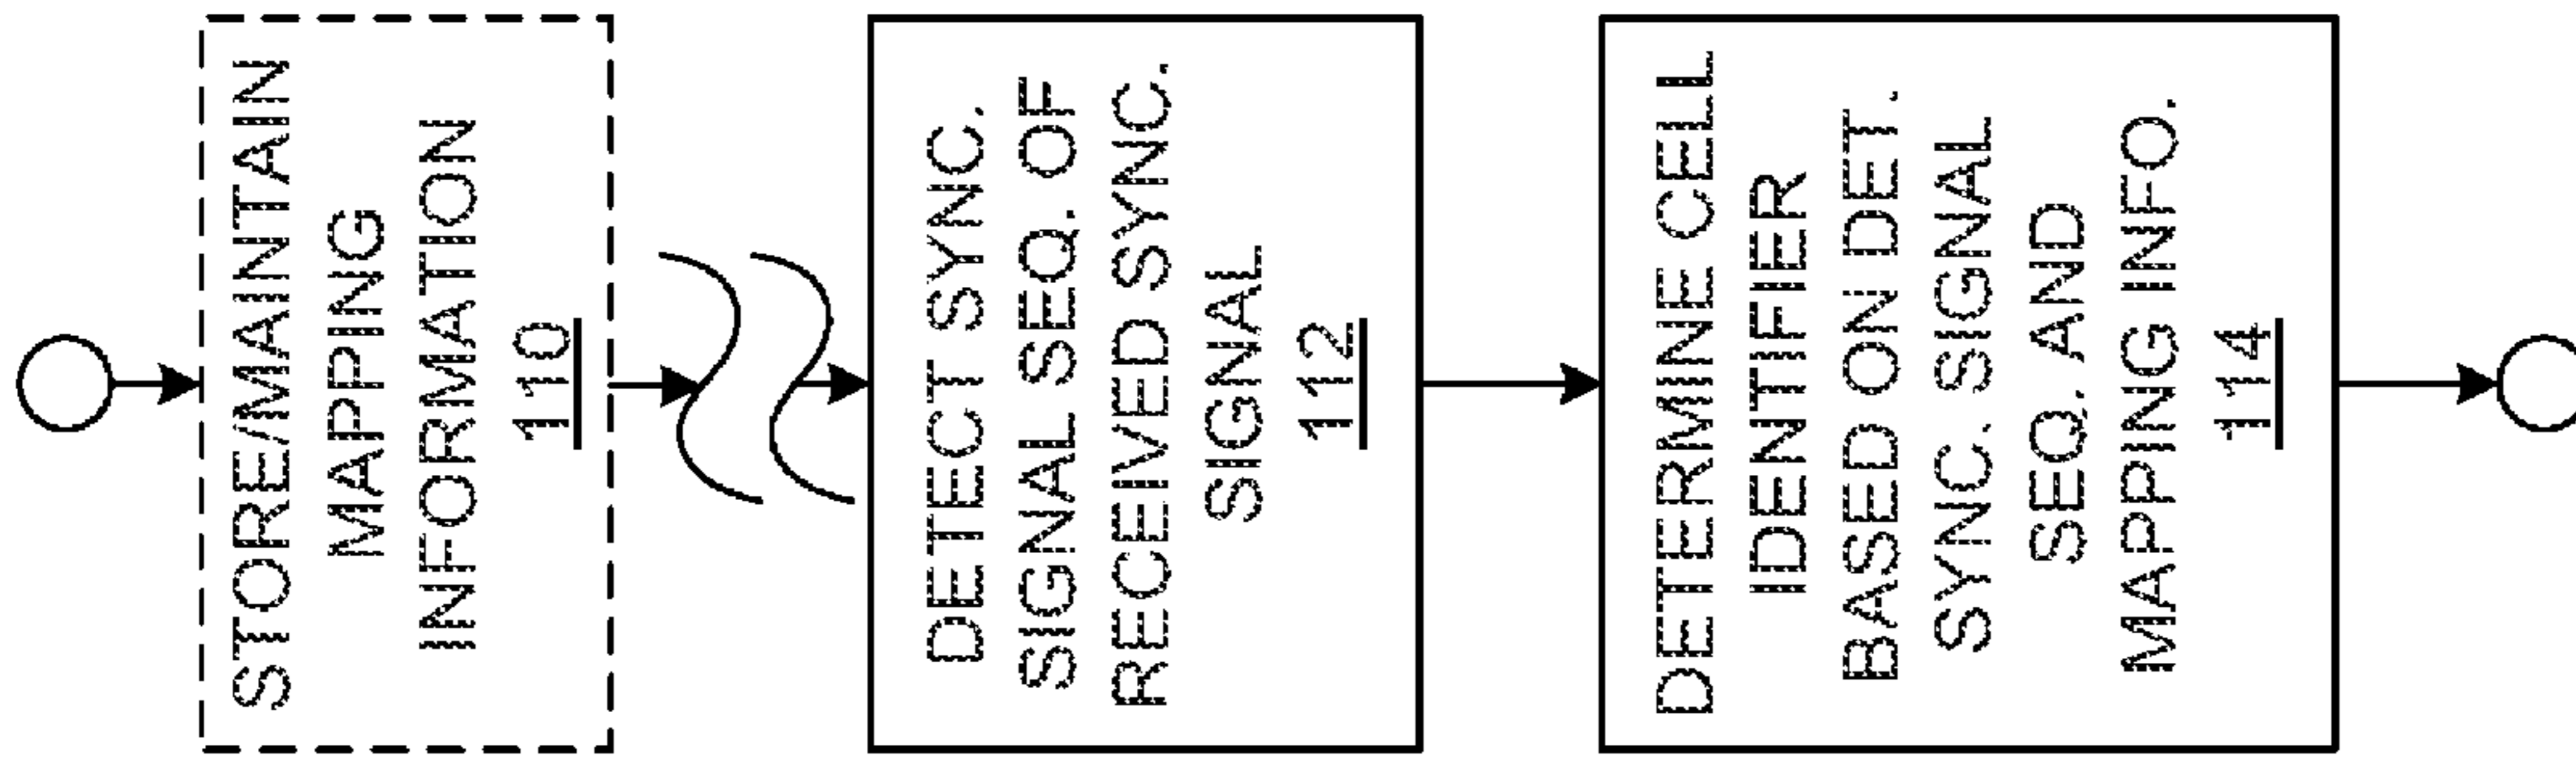 STORE/MAINTAIN
MAPPING
INFORMATION
110
DETECT SYNC.
SIGNAL SEQ. OF
RECEIVED SYNC.
SIGNAL
112
DETERMINE CELL
IDENTIFIER
BASED ON DET.
SYNC. SIGNAL
SEQ. AND
MAPPING INFO.
114